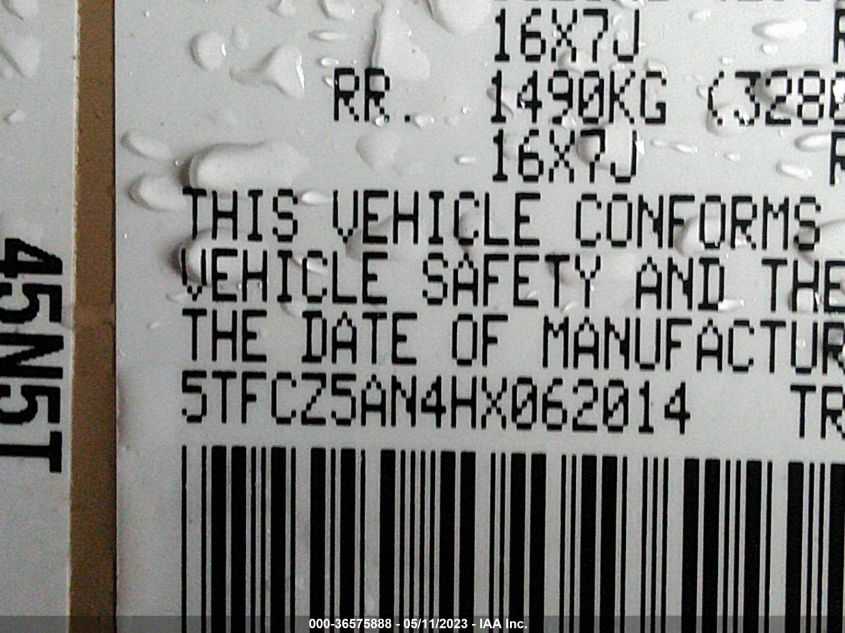 16X7J
RR. 1490KG (3280
16X7J
THIS VEHICLE CONFORMS
VEHICLE SAFETY AND THE
THE DATE OF MANUFACTUR
5TFCZ5AN4HX062014 TR
45N5T
000-36575888 - 05/11/2023 - IAA Inc.